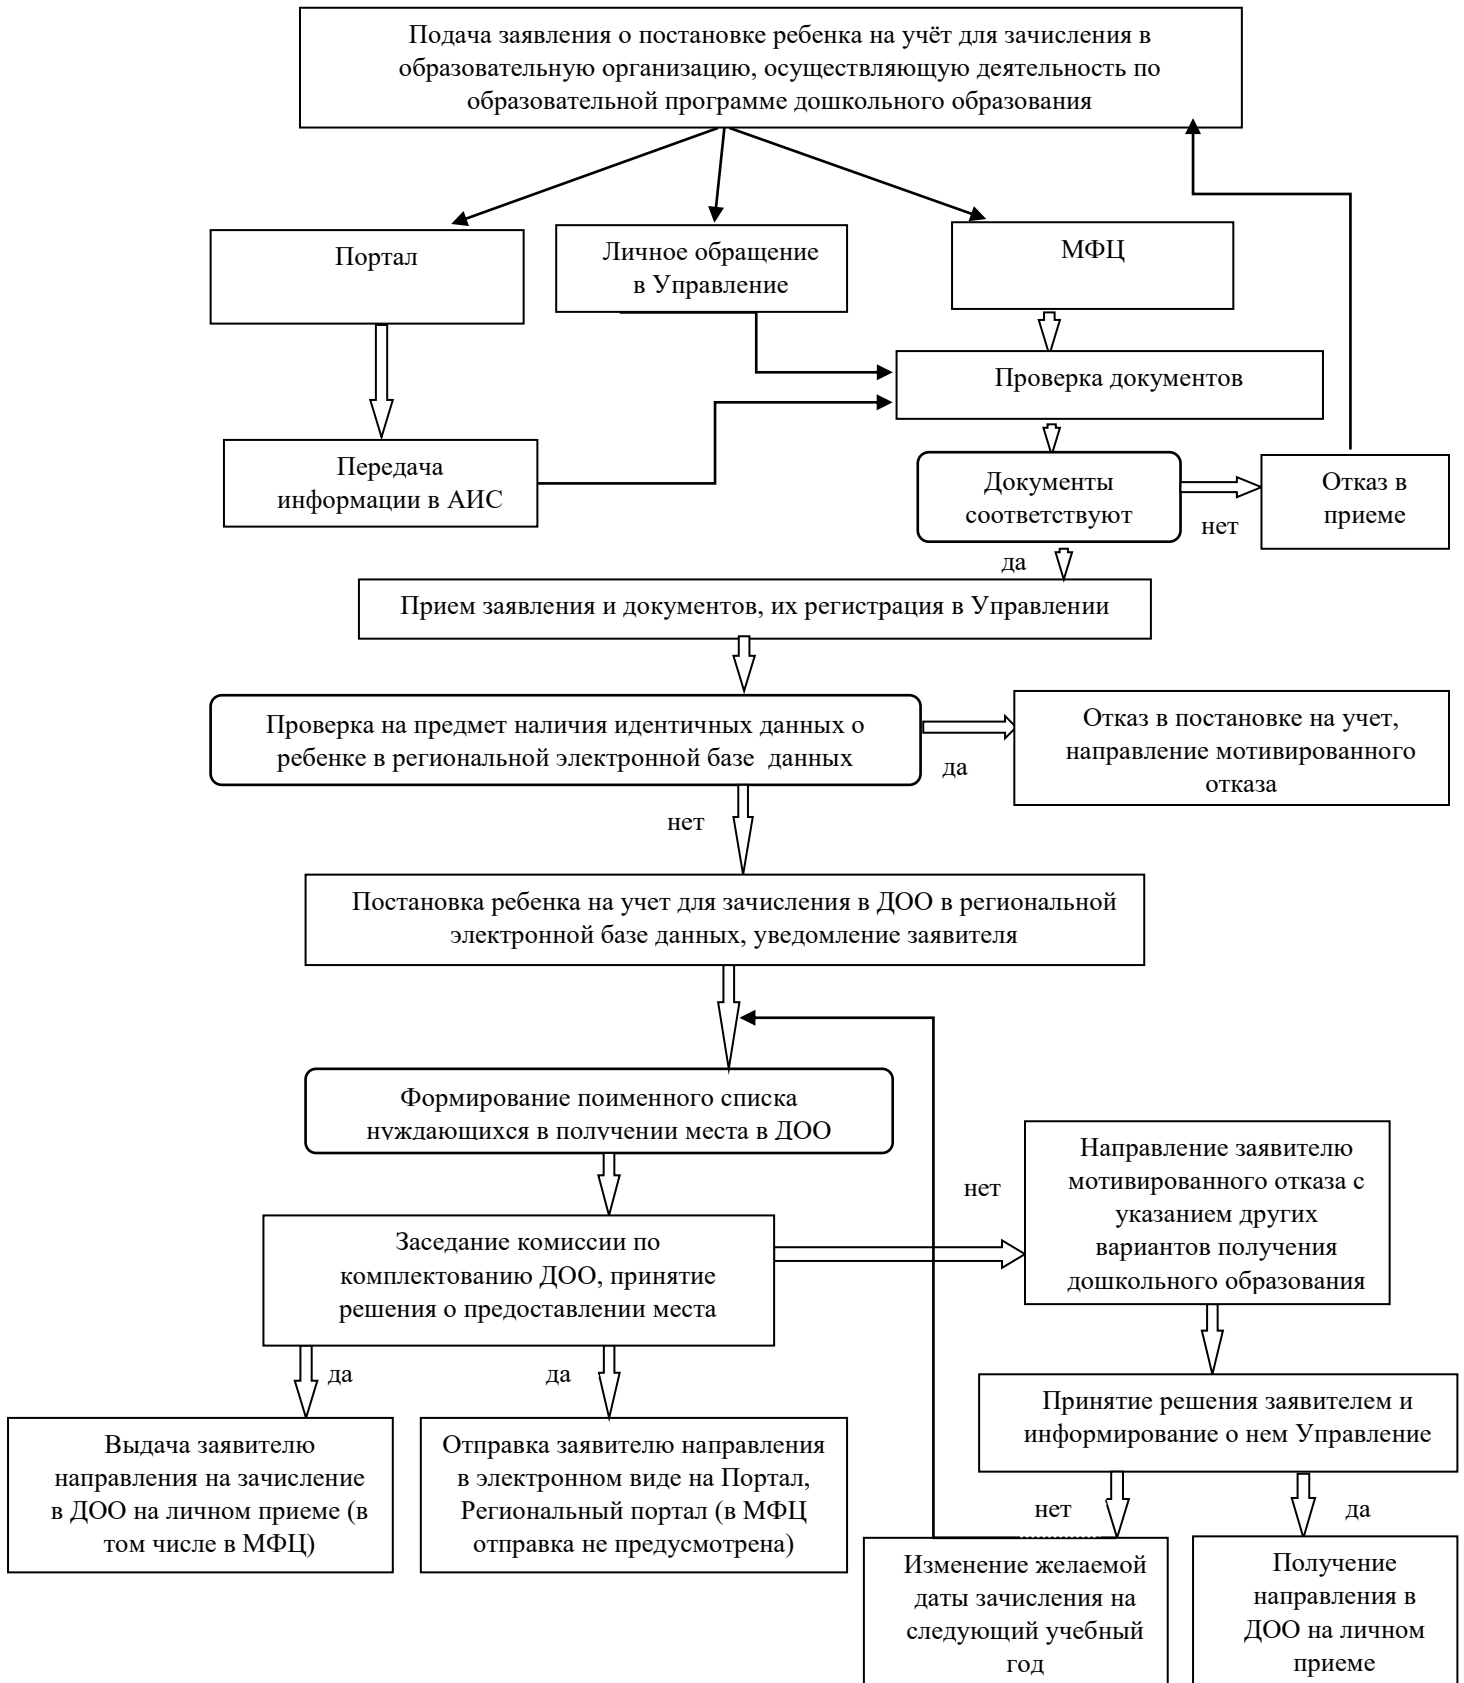 Подача заявления о постановке ребенка на учёт для зачисления в
образовательную организацию, осуществляющую деятельность по
образовательной программе дошкольного образования
Портал
Личное обращение
в Управление
МФЦ
Проверка документов
Передача
информации в АИС
Документы
соответствуют
нет
Отказ в
приеме
да
Прием заявления и документов, их регистрация в Управлении
Проверка на предмет наличия идентичных данных о
ребенке в региональной электронной базе данных
да
Отказ в постановке на учет,
направление мотивированного
отказа
нет
Постановка ребенка на учет для зачисления в ДОО в региональной
электронной базе данных, уведомление заявителя
Формирование поименного списка
нуждающихся в получении места в ДОО
нет
Направление заявителю
мотивированного отказа с
указанием других
вариантов получения
дошкольного образования
Заседание комиссии по
комплектованию ДОО, принятие
решения о предоставлении места
да
да
Принятие решения заявителем и
информирование о нем Управление
Выдача заявителю
направления на зачисление
в ДОО на личном приеме (в
том числе в МФЦ)
Отправка заявителю направления
в электронном виде на Портал,
Региональный портал (в МФЦ
отправка не предусмотрена)
нет
да
Изменение желаемой
даты зачисления на
следующий учебный
год
Получение
направления в
ДОО на личном
приеме